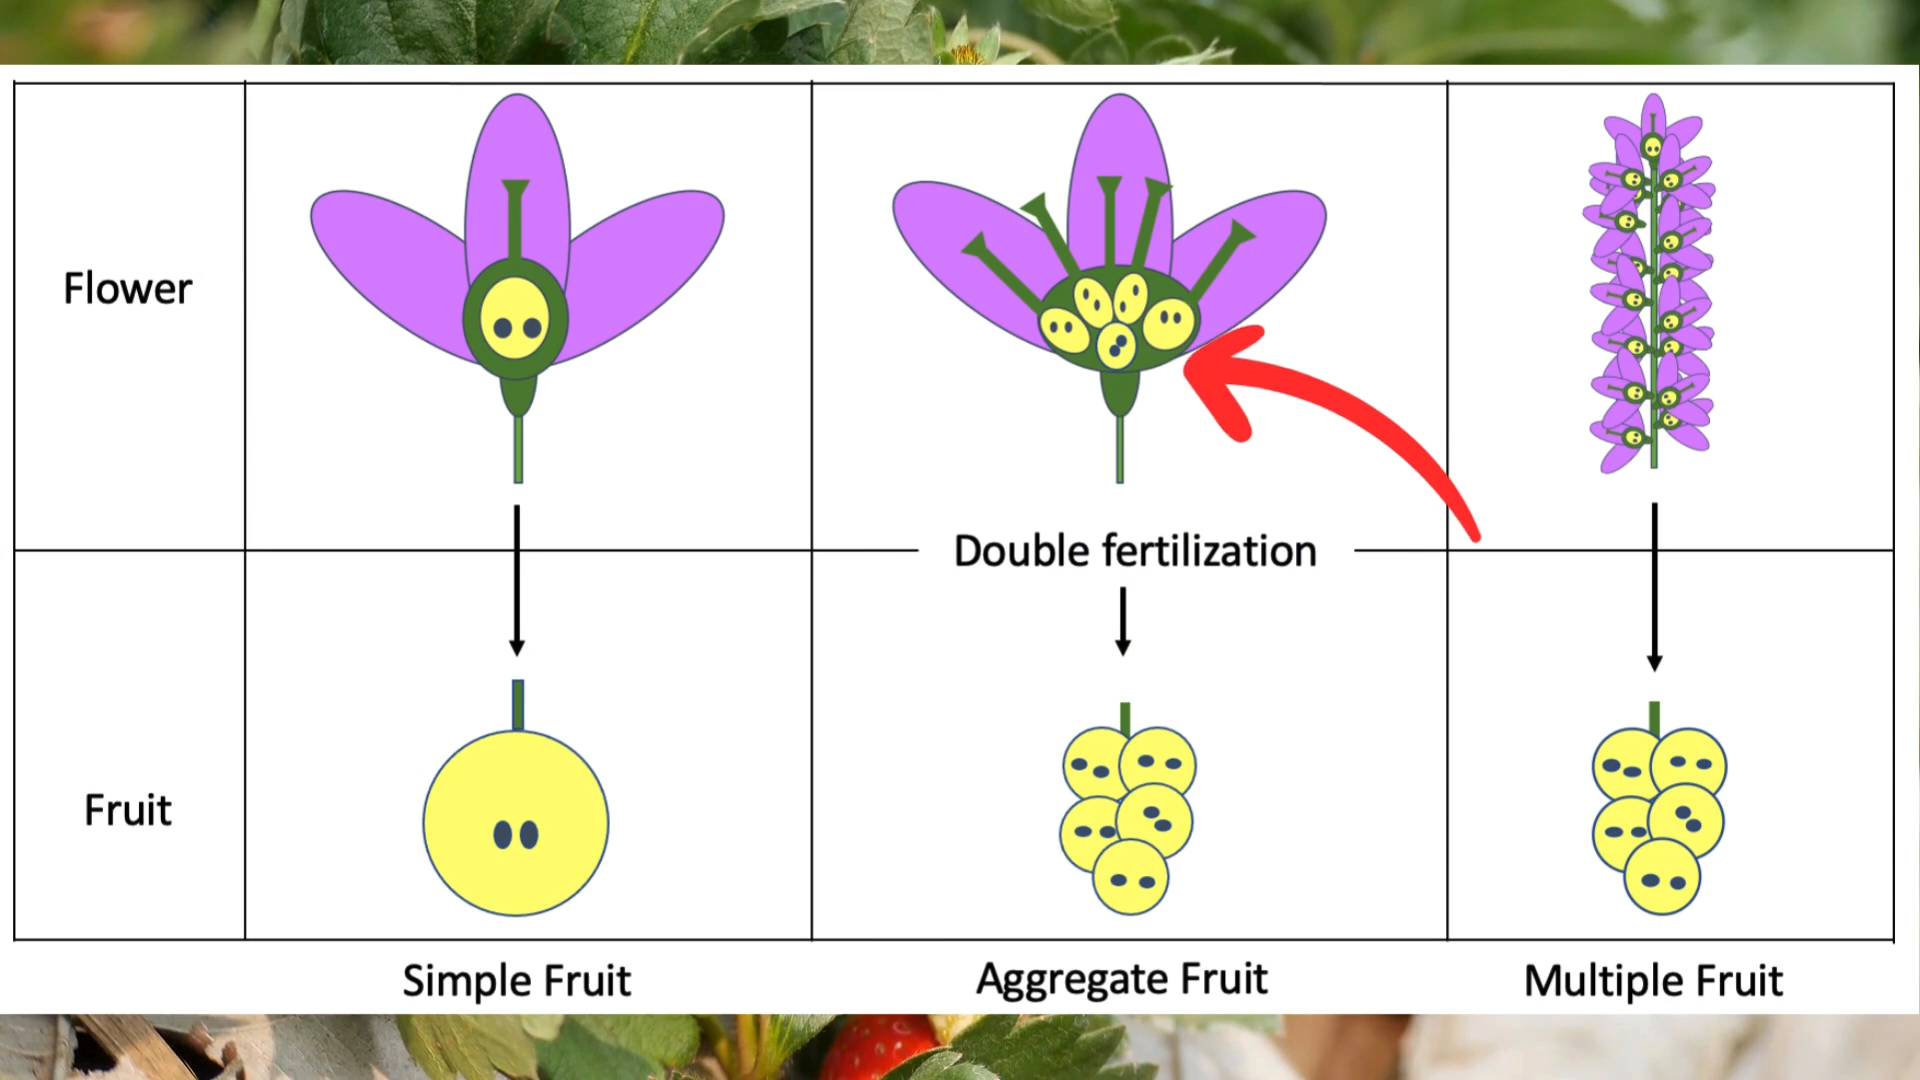 Flower
Double fertilization
Fruit
Simple Fruit
Aggregate Fruit
Multiple Fruit